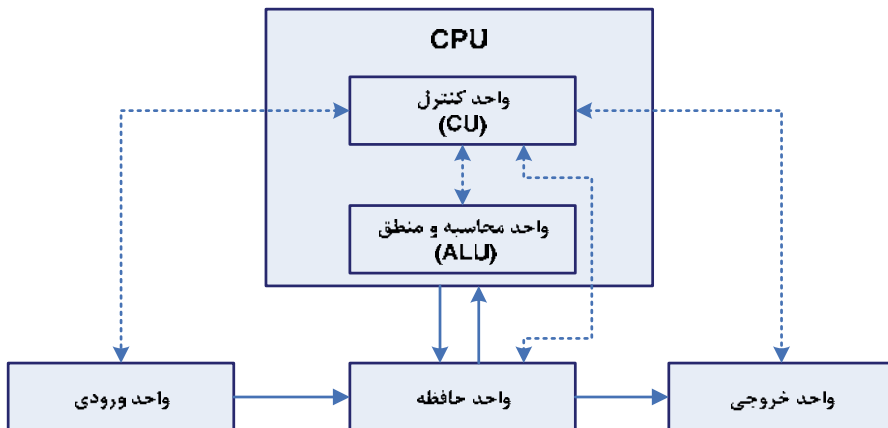 CPU
واحد کنترل
(CU)
واحد محاسبه و منطق
(ALU)
واحد خروجی
واحد حافظه
واحد ورودی